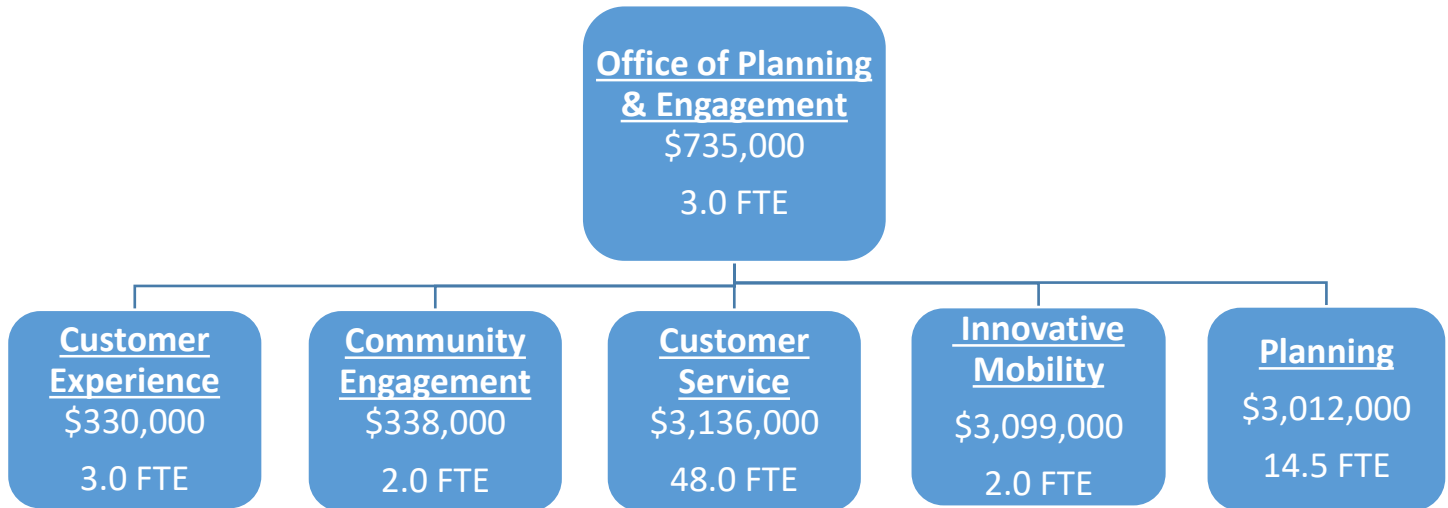 Office of Planning
& Engagement
$735,000
3.0 FTE
Customer
Experience
$330,000
3.0 FTE
Community
Engagement
$338,000
2.0 FTE
Customer
Service
$3,136,000
48.0 FTE
Innovative
Mobility
$3,099,000
2.0 FTE
Planning
$3,012,000
14.5 FTE